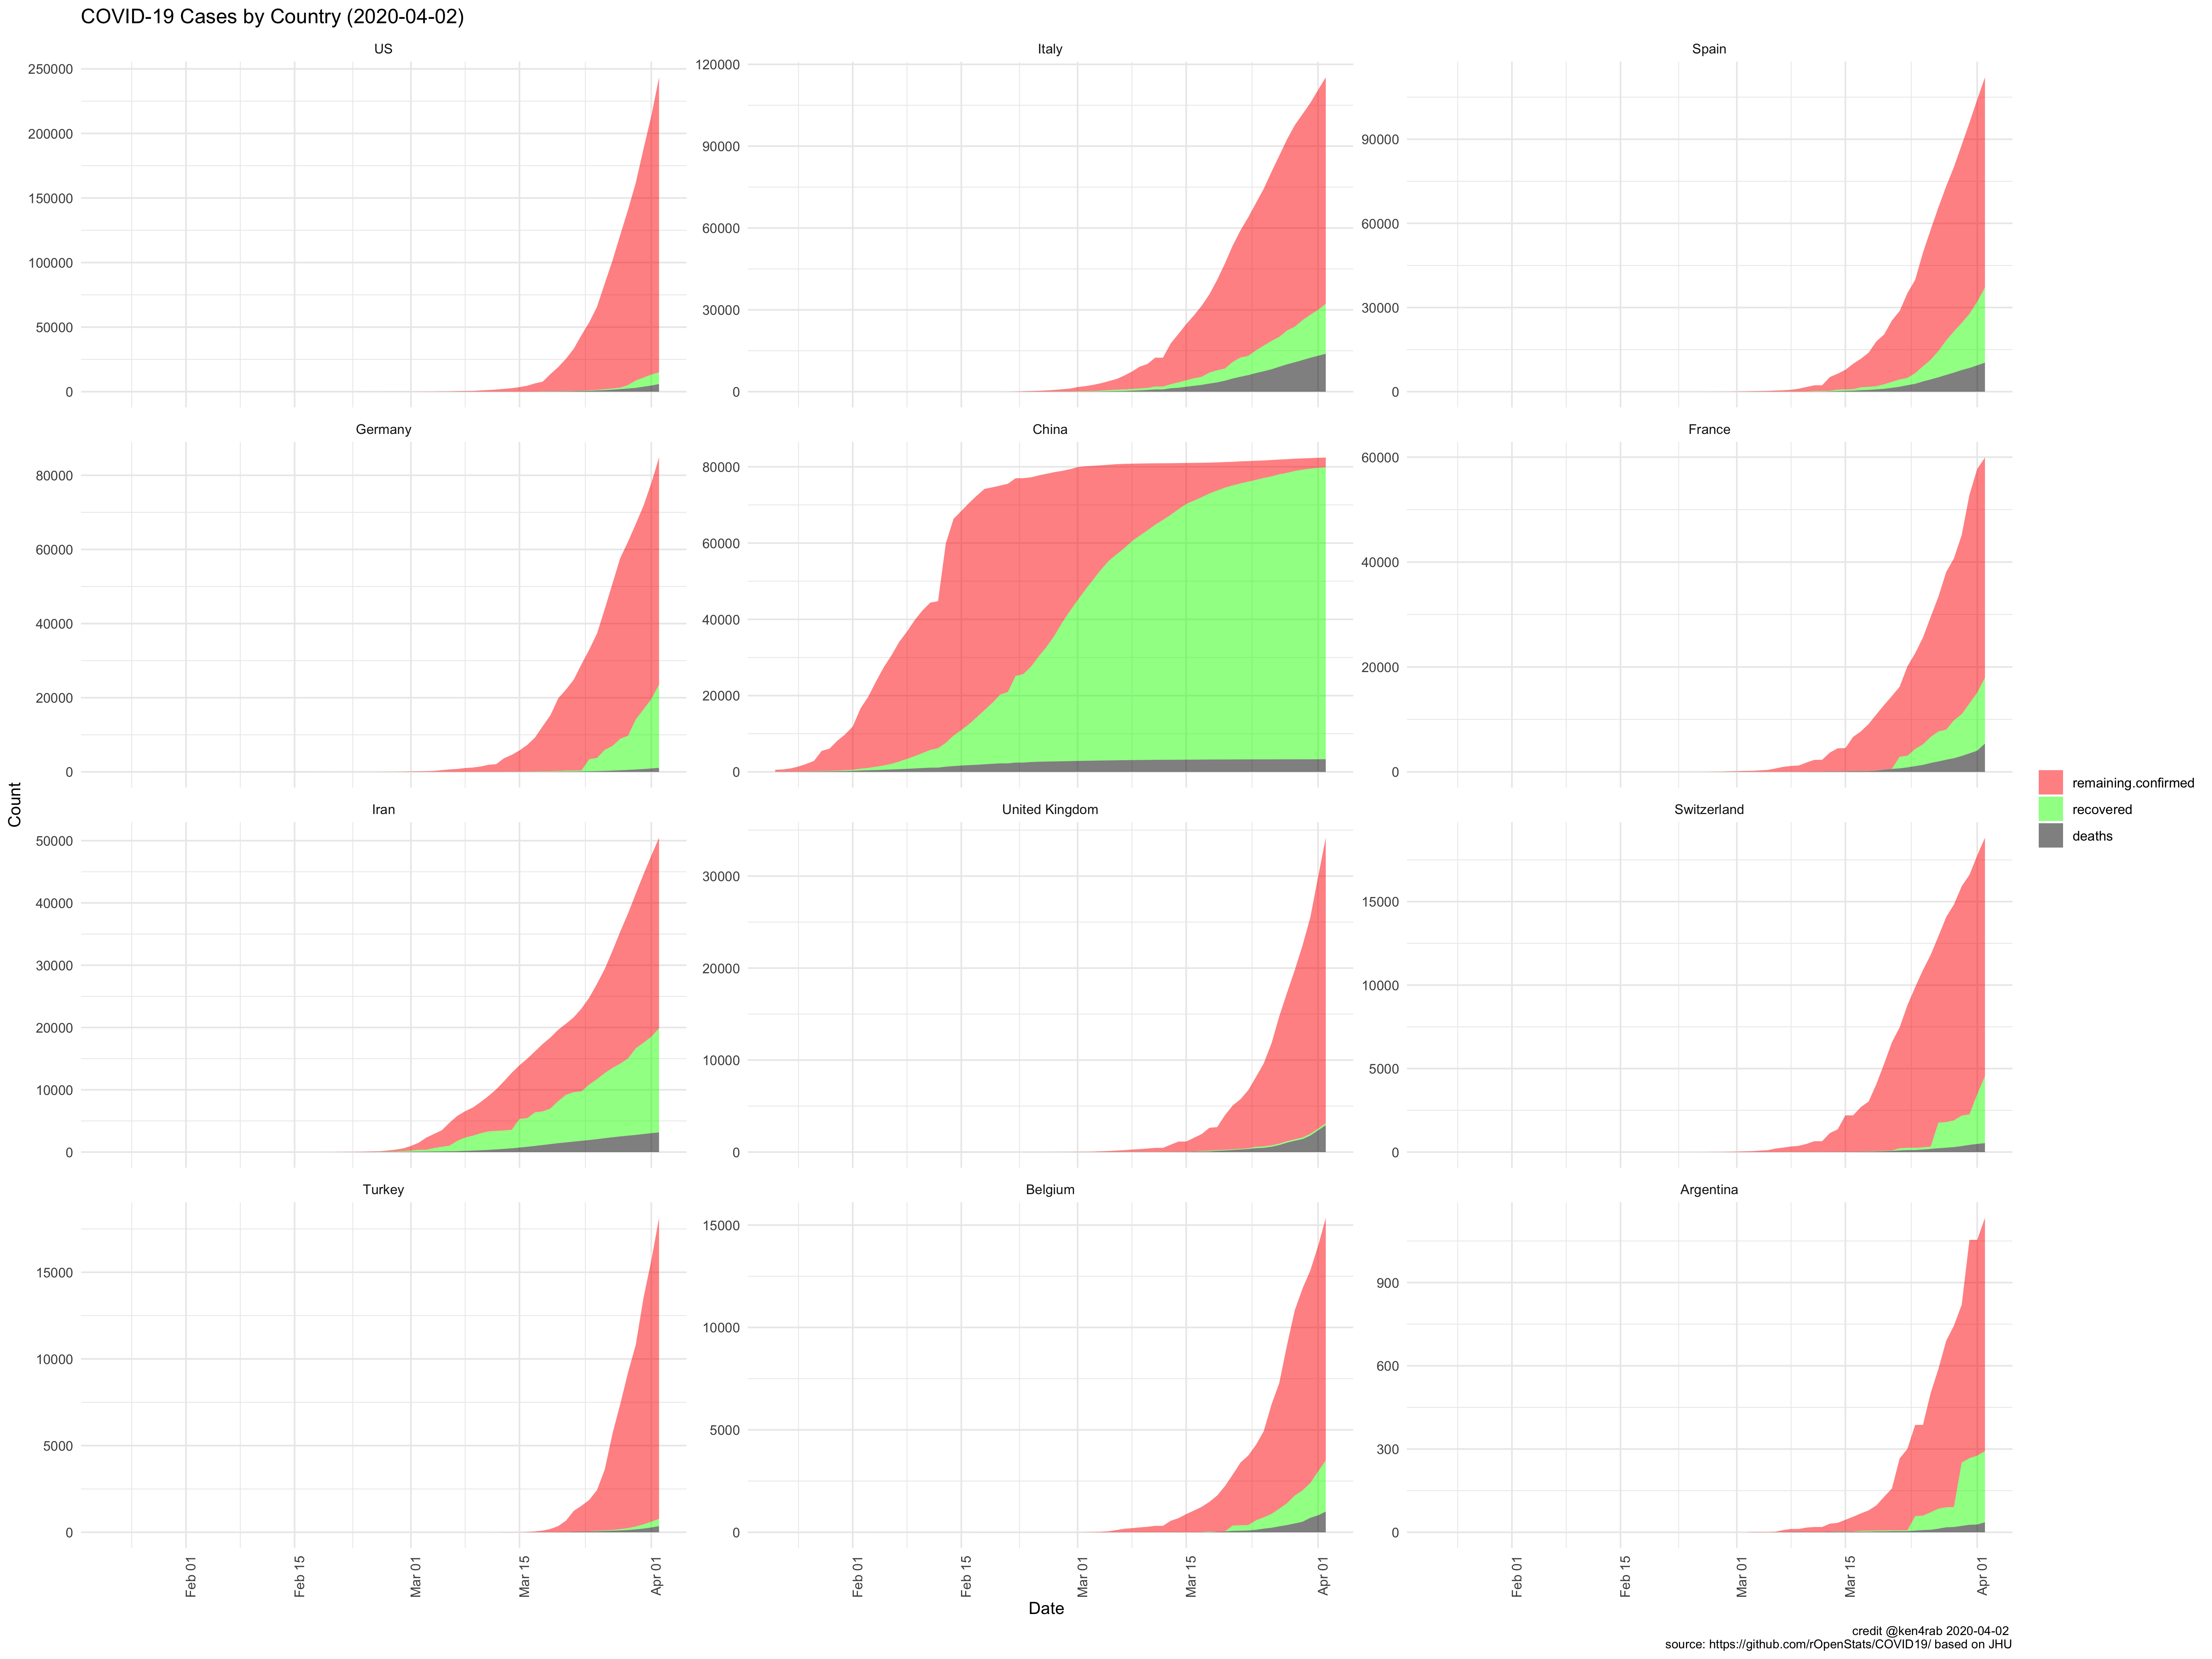 COVID-19 Cases by Country (2020-04-02)
US
Italy
Spain
250000
200000
150000
100000
50000
0
120000
90000
60000
30000
0
90000
60000
30000
0
Germany
China
France
80000
60000
40000
20000
0
80000
60000
40000
20000
0
60000
40000
20000
0
Count
remaining.confirmed
recovered
deaths
Iran
United Kingdom
Switzerland
50000
40000
30000
20000
10000
0
30000
20000
10000
0
15000
10000
5000
0
Turkey
Belgium
Argentina
15000
10000
5000
0
15000
10000
5000
0
900
600
300
0
Feb 01
Feb 15
Mar 01
Mar 15
Apr 01
Feb 01
Feb 15
Mar 01
Mar 15
Apr 01
Feb 01
Feb 15
Mar 01
Mar 15
Apr 01
Date
credit @ken4rab 2020-04-02
source: https://github.com/rOpenStats/COVID19/ based on JHU